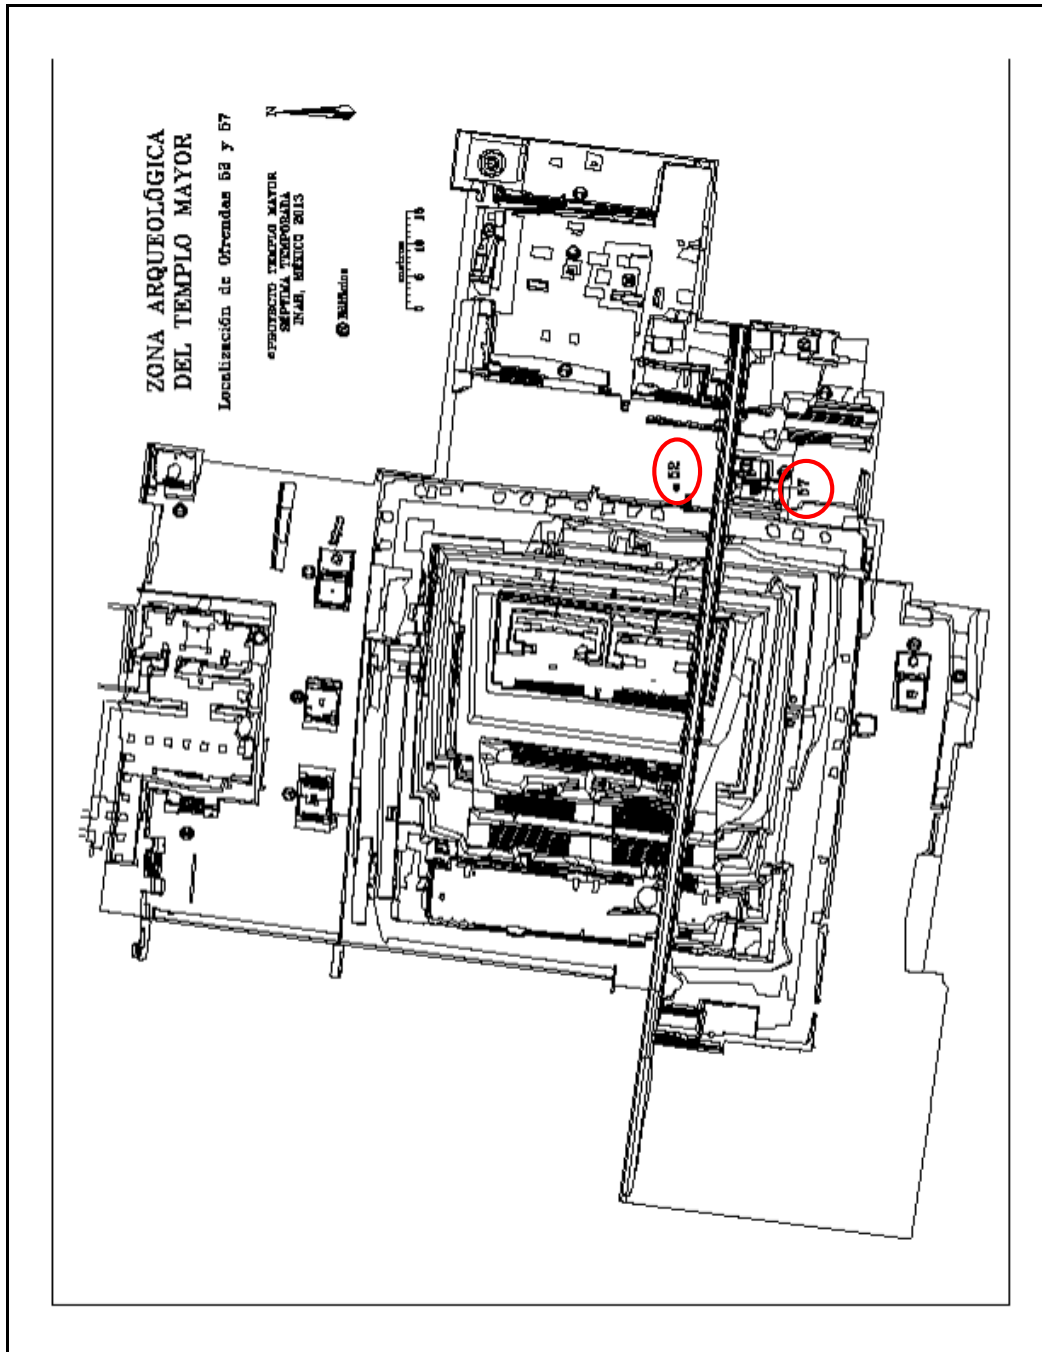 ZONA ARQUEOLÓGICA
DEL TEMPLO MAYOR
Localización de Ofrendas 52 y 57
N
PROYECTO TEMPLO MAYOR
SÉPTIMA TEMPORADA
INAH, MÉXICO 2013
Edificios
metros
0 5 10 15
52
57